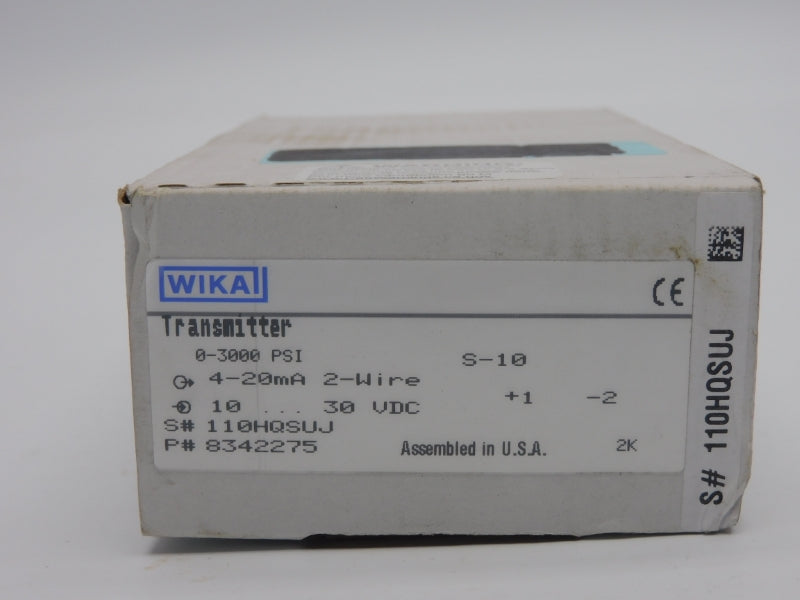 WIKA
CE
Transmitter
0-3000 PSI
S-10
4-20mA 2-Wire
+1 -2
10 ... 30 VDC
S# 110HQSUJ
P# 8342275
Assembled in U.S.A.
2K
S# 110HQSUJ